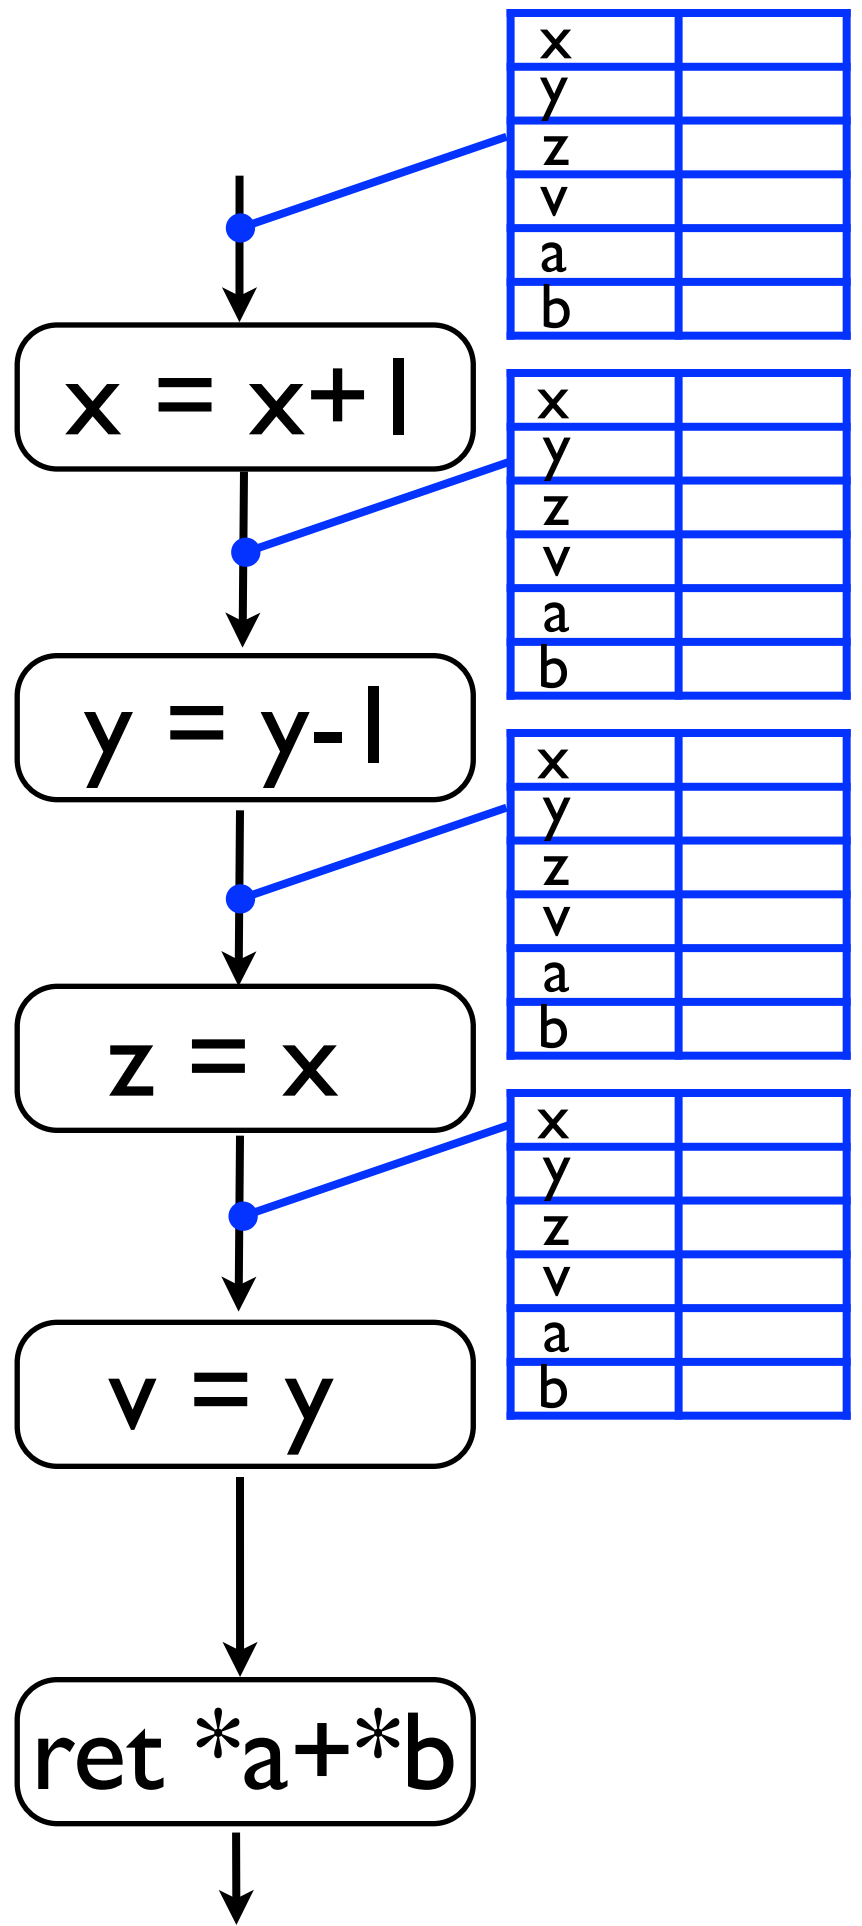 x
y
z
v
a
b
x = x+1
x
y
z
v
a
b
y = y-1
x
y
z
v
a
b
z = x
x
y
z
v
a
b
v = y
ret *a+*b